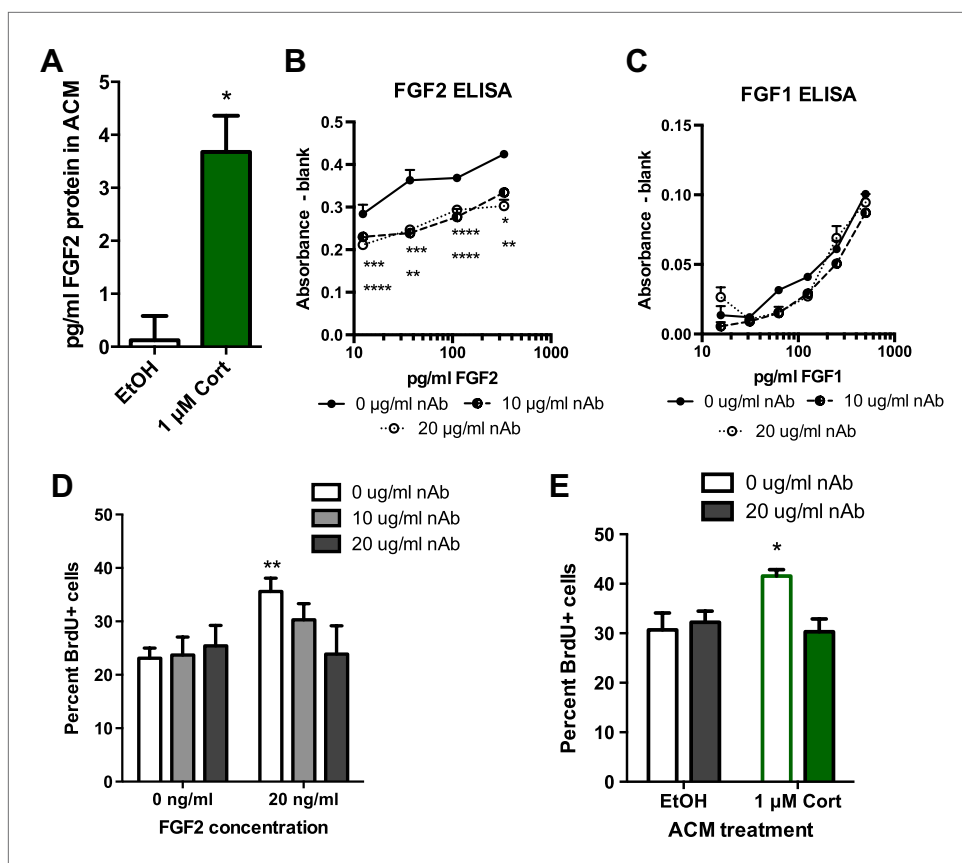 A
pg/ml FGF2 protein in ACM
5
4
3
2
1
0
*
EtOH
1 µM Cort
B
FGF2 ELISA
Absorbance - blank
0.5
0.4
0.3
0.2
0.1
0.0
***
****
***
**
****
****
*
**
10
100
1000
pg/ml FGF2
0 µg/ml nAb
10 µg/ml nAb
20 µg/ml nAb
C
FGF1 ELISA
Absorbance - blank
0.15
0.10
0.05
0.00
10
100
1000
pg/ml FGF1
0 ug/ml nAb
10 ug/ml nAb
20 ug/ml nAb
D
0 ug/ml nAb
10 ug/ml nAb
20 ug/ml nAb
Percent BrdU+ cells
50
40
30
20
10
0
**
0 ng/ml
20 ng/ml
FGF2 concentration
E
0 ug/ml nAb
20 ug/ml nAb
Percent BrdU+ cells
50
40
30
20
10
0
*
EtOH
1 µM Cort
ACM treatment